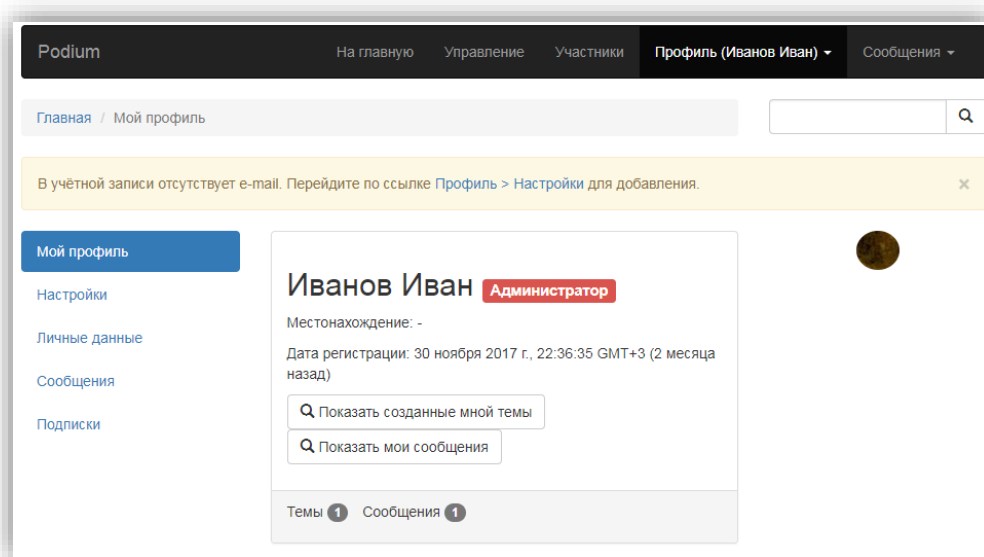 Podium
На главную
Управление
Участники
Профиль (Иванов Иван)
Сообщения
Главная / Мой профиль
В учётной записи отсутствует e-mail. Перейдите по ссылке Профиль > Настройки для добавления.
×
Мой профиль
Настройки
Личные данные
Сообщения
Подписки
Иванов Иван Администратор
Местонахождение: -
Дата регистрации: 30 ноября 2017 г., 22:36:35 GMT+3 (2 месяца
назад)
Показать созданные мной темы
Показать мои сообщения
Темы 1 Сообщения 1